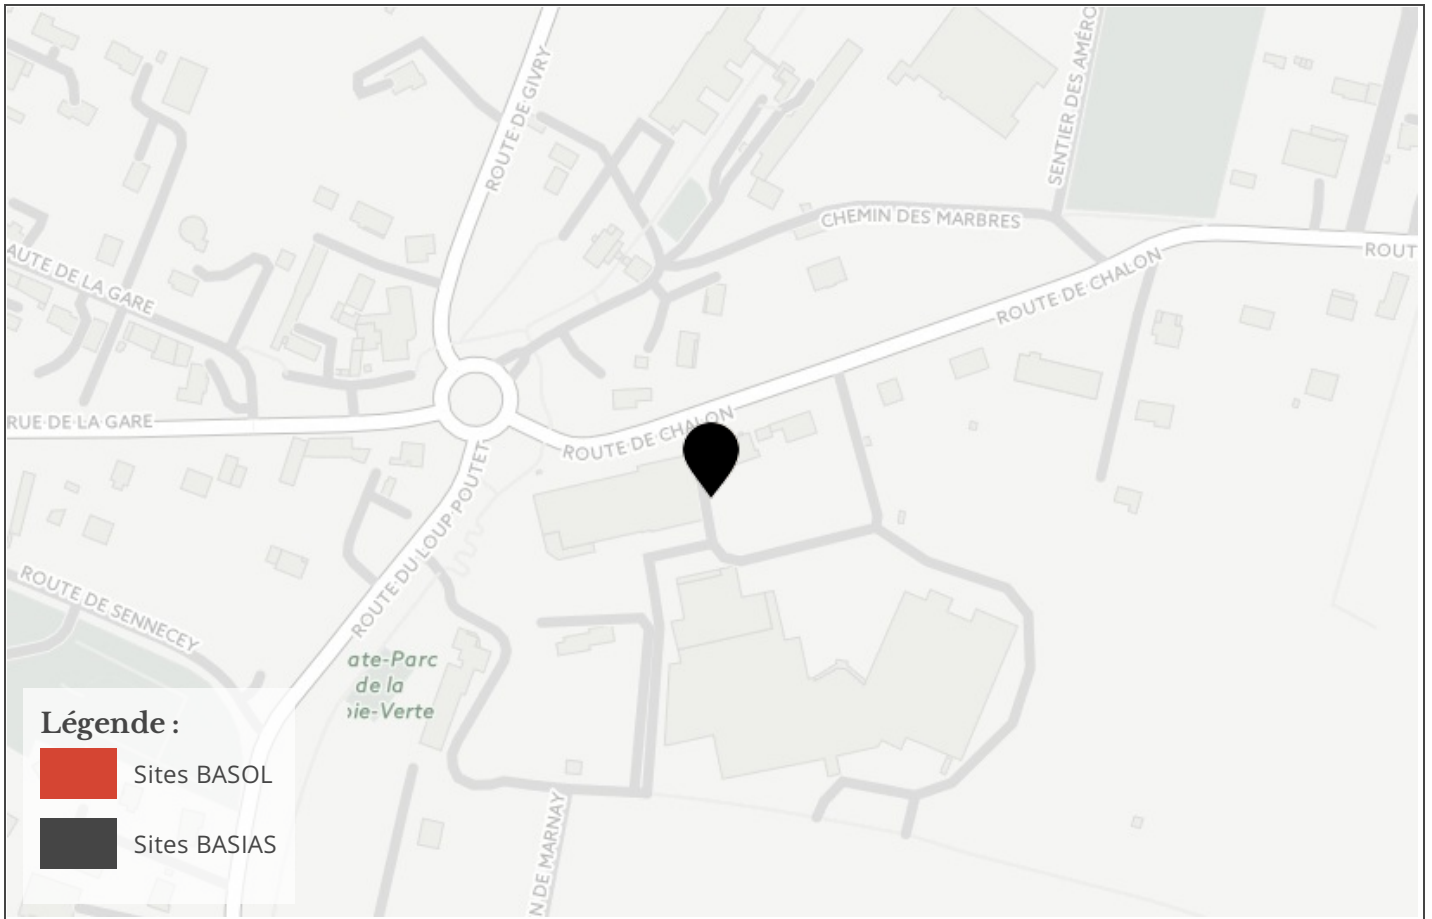 ROUTE DE GIVRY
SENTIER DES AMÉRO
CHEMIN DES MARBRES
ROUT
AUTE DE LA GARE
ROUTE DE CHALON
RUE DE LA GARE
ROUTE DE CHALON
ROUTE DU LOUP POUTET
ROUTE DE SENNECEY
ate-Parc
de la
oie-Verte
N DE MARNAY
Légende :
Sites BASOL
Sites BASIAS